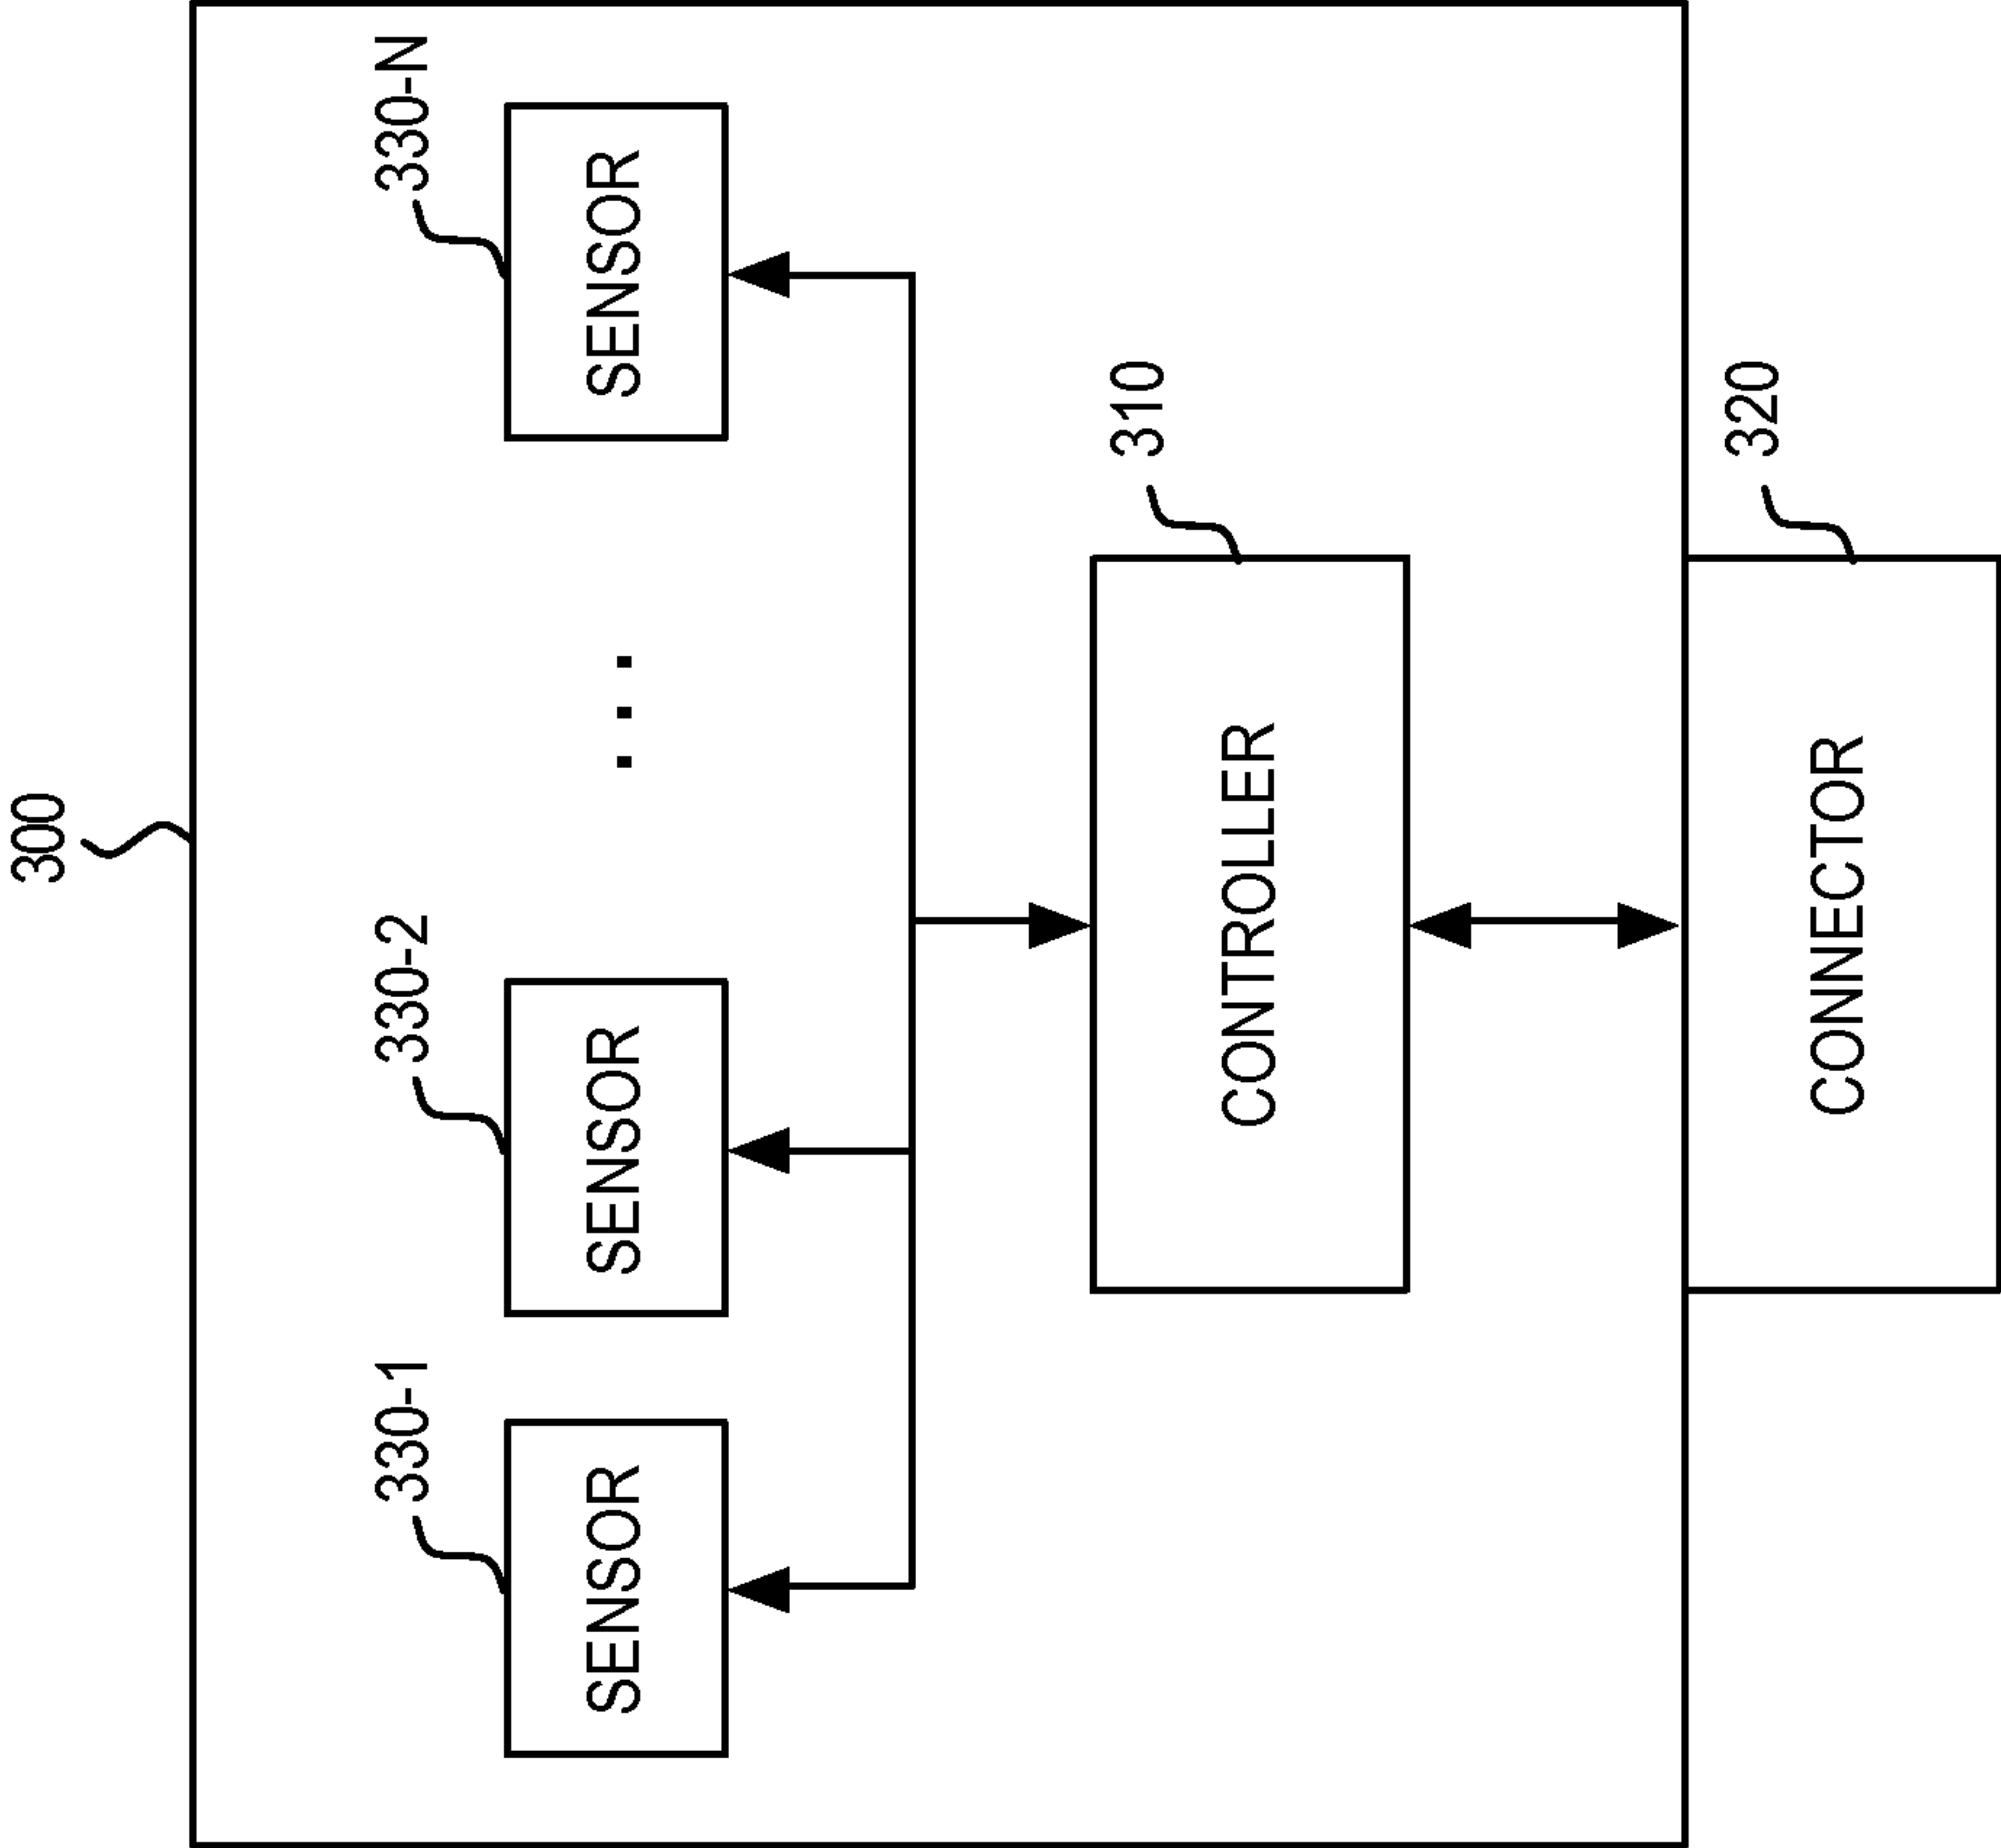 300
330-1
330-2
330-N
SENSOR
SENSOR
. . .
SENSOR
310
CONTROLLER
320
CONNECTOR